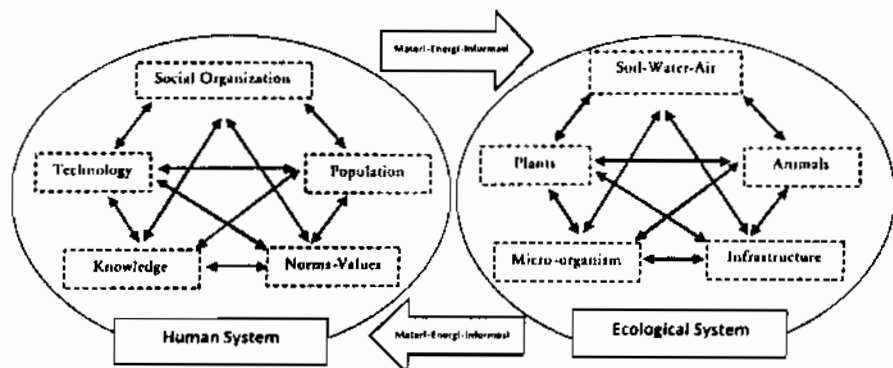 Materi-Energi-Informasi
Social Organization
Technology
Population
Knowledge
Norma-Values
Human System
Soil-Water-Air
Plants
Animals
Micro-organism
Infrastructure
Ecological System
Materi-Energi-Informasi